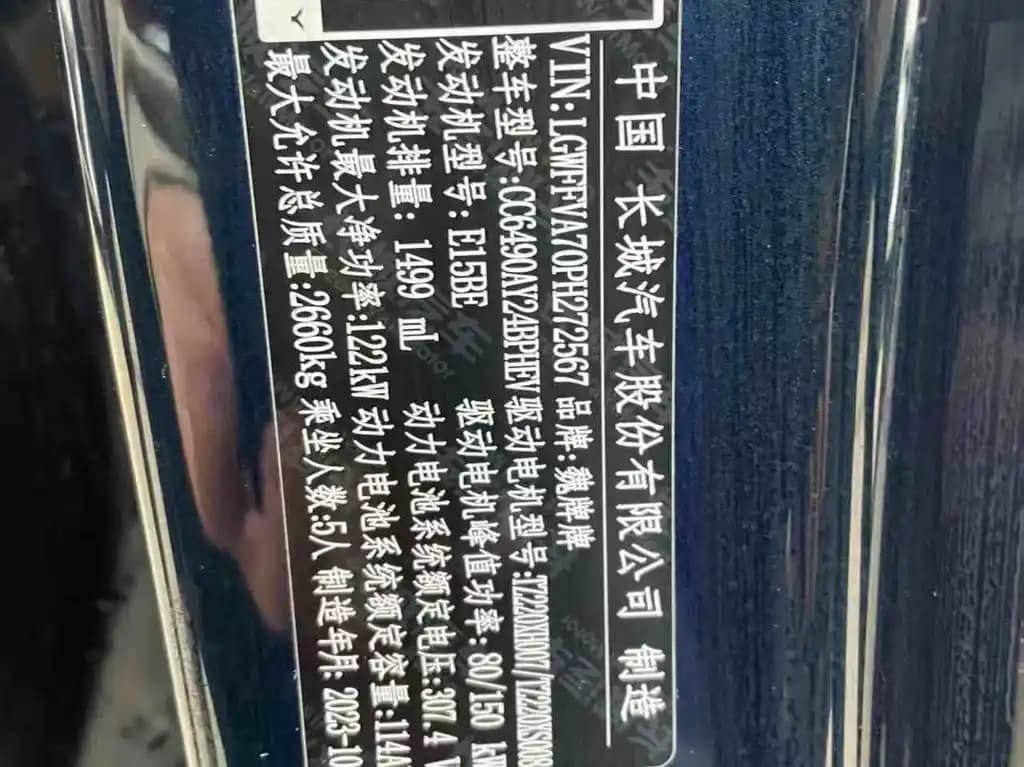 中国 长城汽车股份有限公司 制造
VIN:LGWFFVA70PH272567 品牌:魏牌牌
整车型号:CC6490AY24BPHEV 驱动电机型号:TZ220XH007/TZ220XS008
发动机型号:E15BE 驱动电机峰值功率:80/150 kW
发动机排量: 1499 mL 动力电池系统额定电压:307.4 V
发动机最大净功率:122kW 动力电池系统额定容量:114A
最大允许总质量:2660kg 乘坐人数:5人 制造年月: 2023-10